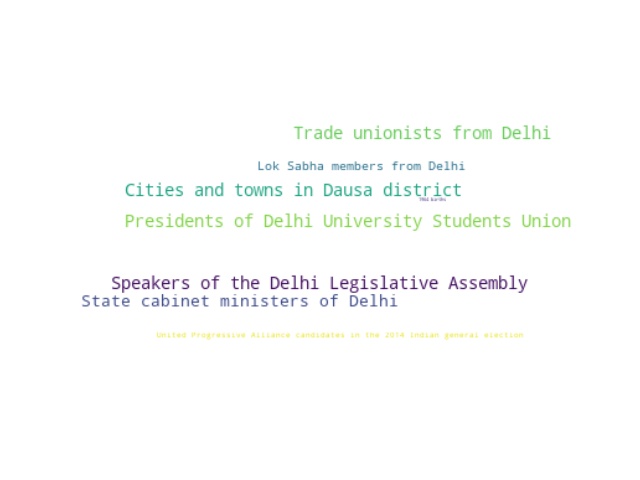 Trade unionists from Delhi
Lok Sabha members from Delhi
Cities and towns in Dausa district
Presidents of Delhi University Students Union
Speakers of the Delhi Legislative Assembly
State cabinet ministers of Delhi
United Progressive Alliance candidates in the 2014 Indian general election